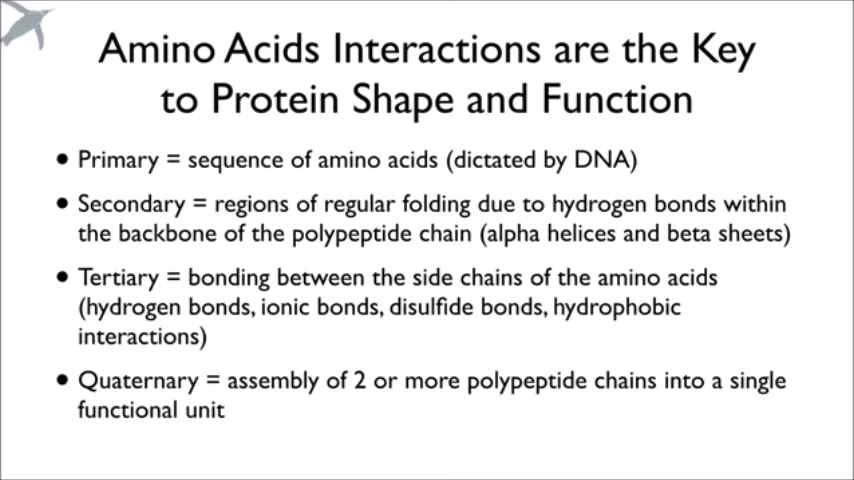 Amino Acids Interactions are the Key
to Protein Shape and Function
• Primary = sequence of amino acids (dictated by DNA)
• Secondary = regions of regular folding due to hydrogen bonds within
the backbone of the polypeptide chain (alpha helices and beta sheets)
• Tertiary = bonding between the side chains of the amino acids
(hydrogen bonds, ionic bonds, disulfide bonds, hydrophobic
interactions)
• Quaternary = assembly of 2 or more polypeptide chains into a single
functional unit